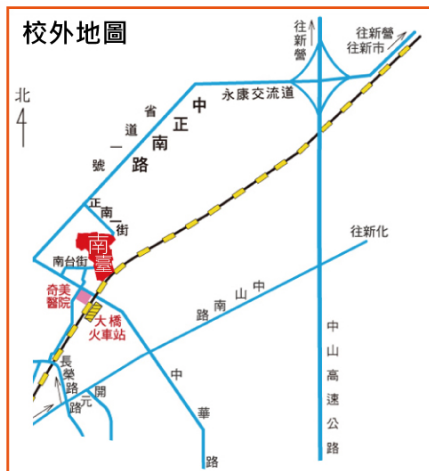 校外地圖
往新營
往新營
往新市
北
永康交流道
省道一號
中正南路
正南一街
南臺
南台街
往新化
奇美
醫院
大橋
火車站
中山南路
中山高速公路
長榮路
開元路
中華路